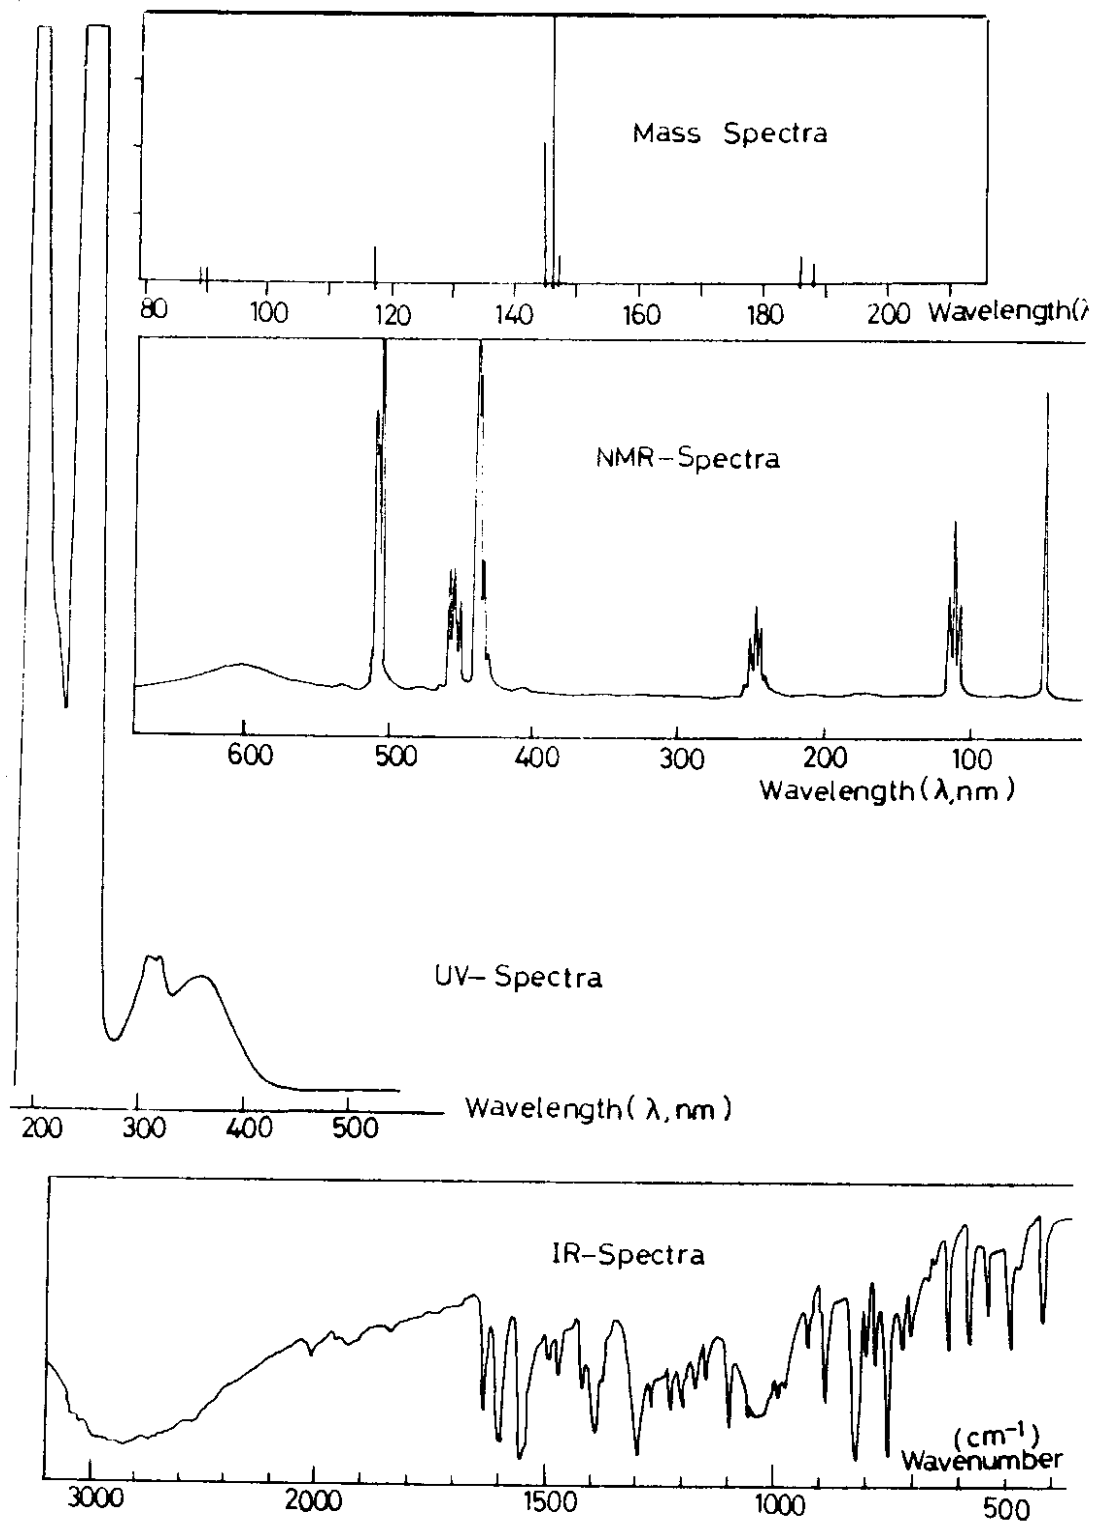 Mass Spectra
80 100 120 140 160 180 200 Wavelength(λ
NMR-Spectra
600 500 400 300 200 100
Wavelength(λ,nm)
UV-Spectra
200 300 400 500 Wavelength(λ,nm)
IR-Spectra
(cm⁻¹)
Wavenumber
3000 2000 1500 1000 500